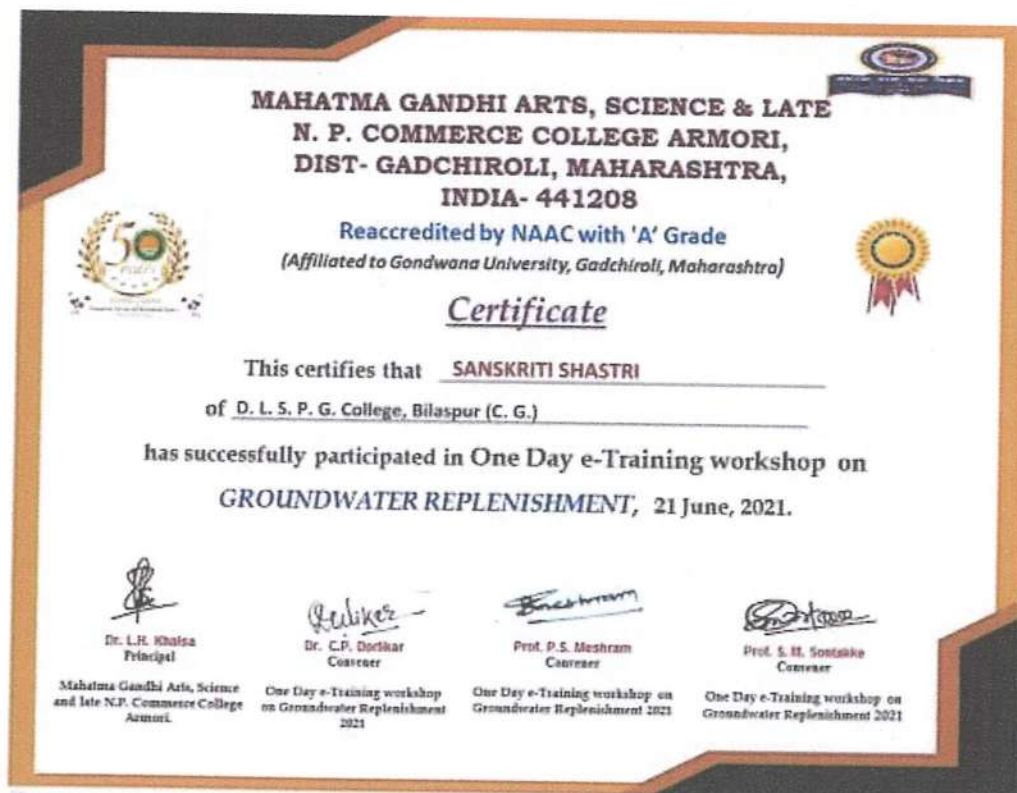 MAHATMA GANDHI ARTS, SCIENCE & LATE
N. P. COMMERCE COLLEGE ARMORI,
DIST- GADCHIROLI, MAHARASHTRA,
INDIA- 441208
Reaccredited by NAAC with 'A' Grade
(Affiliated to Gondwana University, Gadchiroli, Maharashtra)
50
Certificate
This certifies that SANSKRITI SHASTRI
of D. L. S. P. G. College, Bilaspur (C. G.)
has successfully participated in One Day e-Training workshop on
GROUNDWATER REPLENISHMENT, 21 June, 2021.
Dr. L.H. Khalsa
Principal
Mahatma Gandhi Arts, Science
and late N.P. Commerce College
Armori.
Dr. C.P. Dorlikar
Convener
One Day e-Training workshop
on Groundwater Replenishment
2021
Prof. P.S. Meshram
Convener
One Day e-Training workshop on
Groundwater Replenishment 2021
Prof. S. M. Sontakke
Convener
One Day e-Training workshop on
Groundwater Replenishment 2021